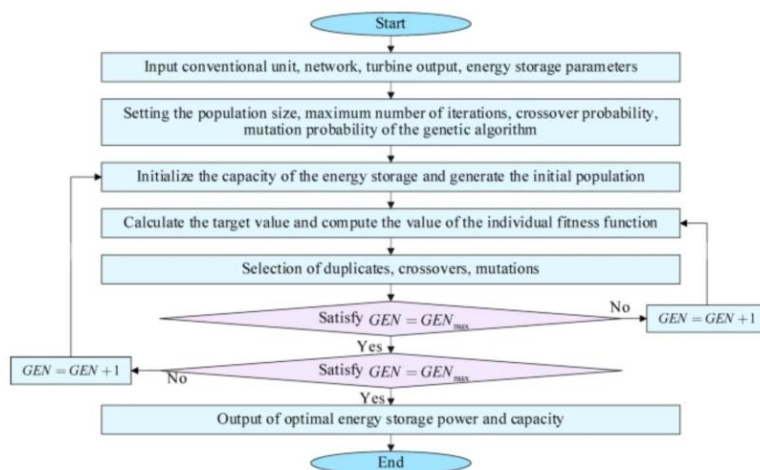 Start
Input conventional unit, network, turbine output, energy storage parameters
Setting the population size, maximum number of iterations, crossover probability,
mutation probability of the genetic algorithm
Initialize the capacity of the energy storage and generate the initial population
Calculate the target value and compute the value of the individual fitness function
Selection of duplicates, crossovers, mutations
Satisfy GEN = GEN_max
No
GEN = GEN +1
Yes
Satisfy GEN = GEN_max
No
GEN = GEN +1
Yes
Output of optimal energy storage power and capacity
End